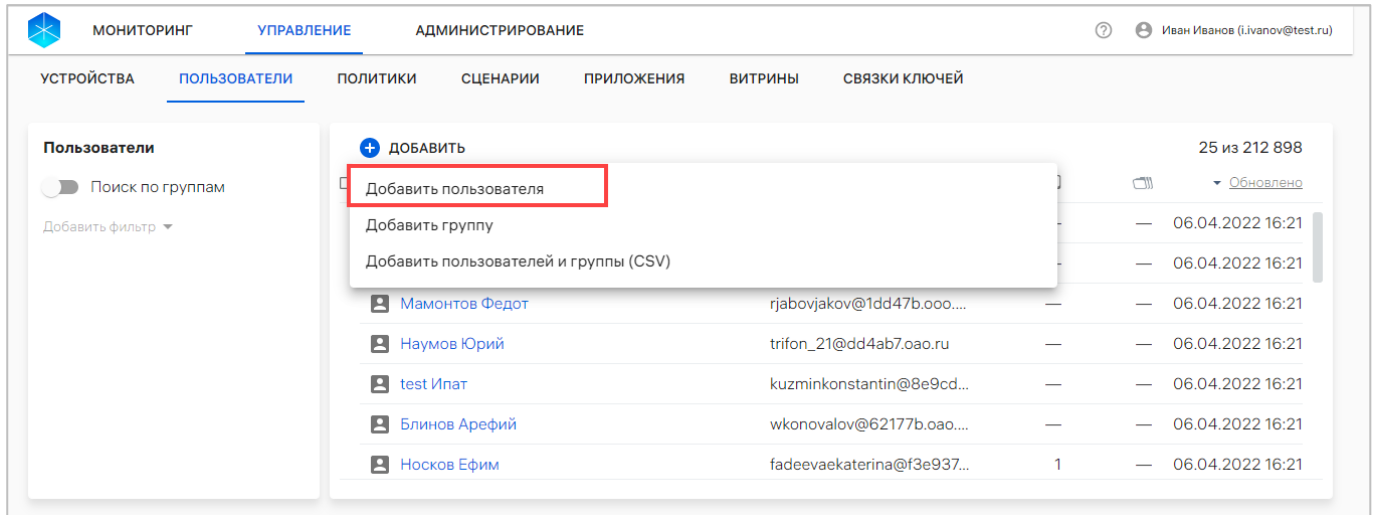 МОНИТОРИНГ УПРАВЛЕНИЕ АДМИНИСТРИРОВАНИЕ ? Иван Иванов (i.ivanov@test.ru)
УСТРОЙСТВА ПОЛЬЗОВАТЕЛИ ПОЛИТИКИ СЦЕНАРИИ ПРИЛОЖЕНИЯ ВИТРИНЫ СВЯЗКИ КЛЮЧЕЙ
Пользователи
Поиск по группам
Добавить фильтр
ДОБАВИТЬ 25 из 212 898
Добавить пользователя
Добавить группу
Добавить пользователей и группы (CSV)
Обновлено
— 06.04.2022 16:21
— 06.04.2022 16:21
Мамонтов Федот rjabovjakov@1dd47b.ooo.... — — 06.04.2022 16:21
Наумов Юрий trifon_21@dd4ab7.oao.ru — — 06.04.2022 16:21
test Ипат kuzminkonstantin@8e9cd... — — 06.04.2022 16:21
Блинов Арефий wkonovalov@62177b.oao.... — — 06.04.2022 16:21
Носков Ефим fadeevaekaterina@f3e937... 1 — 06.04.2022 16:21